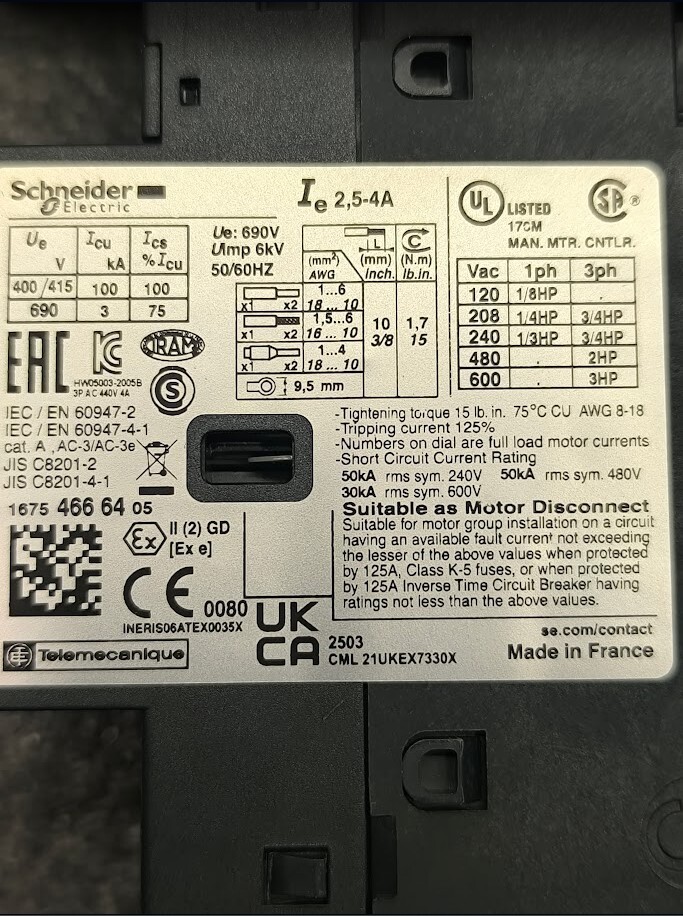 Schneider
Electric
Ie 2,5-4A
Ue Icu Ics
V kA % Icu
400/415 100 100
690 3 75
Ue: 690V
UImp 6kV
50/60HZ
L C
(mm²) (mm) (N.m)
AWG Inch. lb.in.
1...6
x1 x2 18 ... 10
1,5...6
x1 x2 16 ... 10
1...4
x1 x2 18 ... 10
10 1,7
3/8 15
9,5 mm
UL LISTED
17CM
MAN. MTR. CNTLR.
SA ®
Vac 1ph 3ph
120 1/8HP .
208 1/4HP 3/4HP
240 1/3HP 3/4HP
480 . 2HP
600 . 3HP
EAC
KC
HW05003-2005B
3P AC 440V 4A
S
IEC / EN 60947-2
IEC / EN 60947-4-1
cat. A , AC-3/AC-3e
JIS C8201-2
JIS C8201-4-1
1675 466 64 05
-Tightening torque 15 lb. in. 75°C CU AWG 8-18
-Tripping current 125%
-Numbers on dial are full load motor currents
-Short Circuit Current Rating
50kA rms sym. 240V 50kA rms sym. 480V
30kA rms sym. 600V
Suitable as Motor Disconnect
Suitable for motor group installation on a circuit
having an available fault current not exceeding
the lesser of the above values when protected
by 125A, Class K-5 fuses, or when protected
by 125A Inverse Time Circuit Breaker having
ratings not less than the above values.
Ex II (2) GD
[Ex e]
CE 0080
INERIS06ATEX0035X
UK
CA 2503
CML 21UKEX7330X
Telemecanique
se.com/contact
Made in France